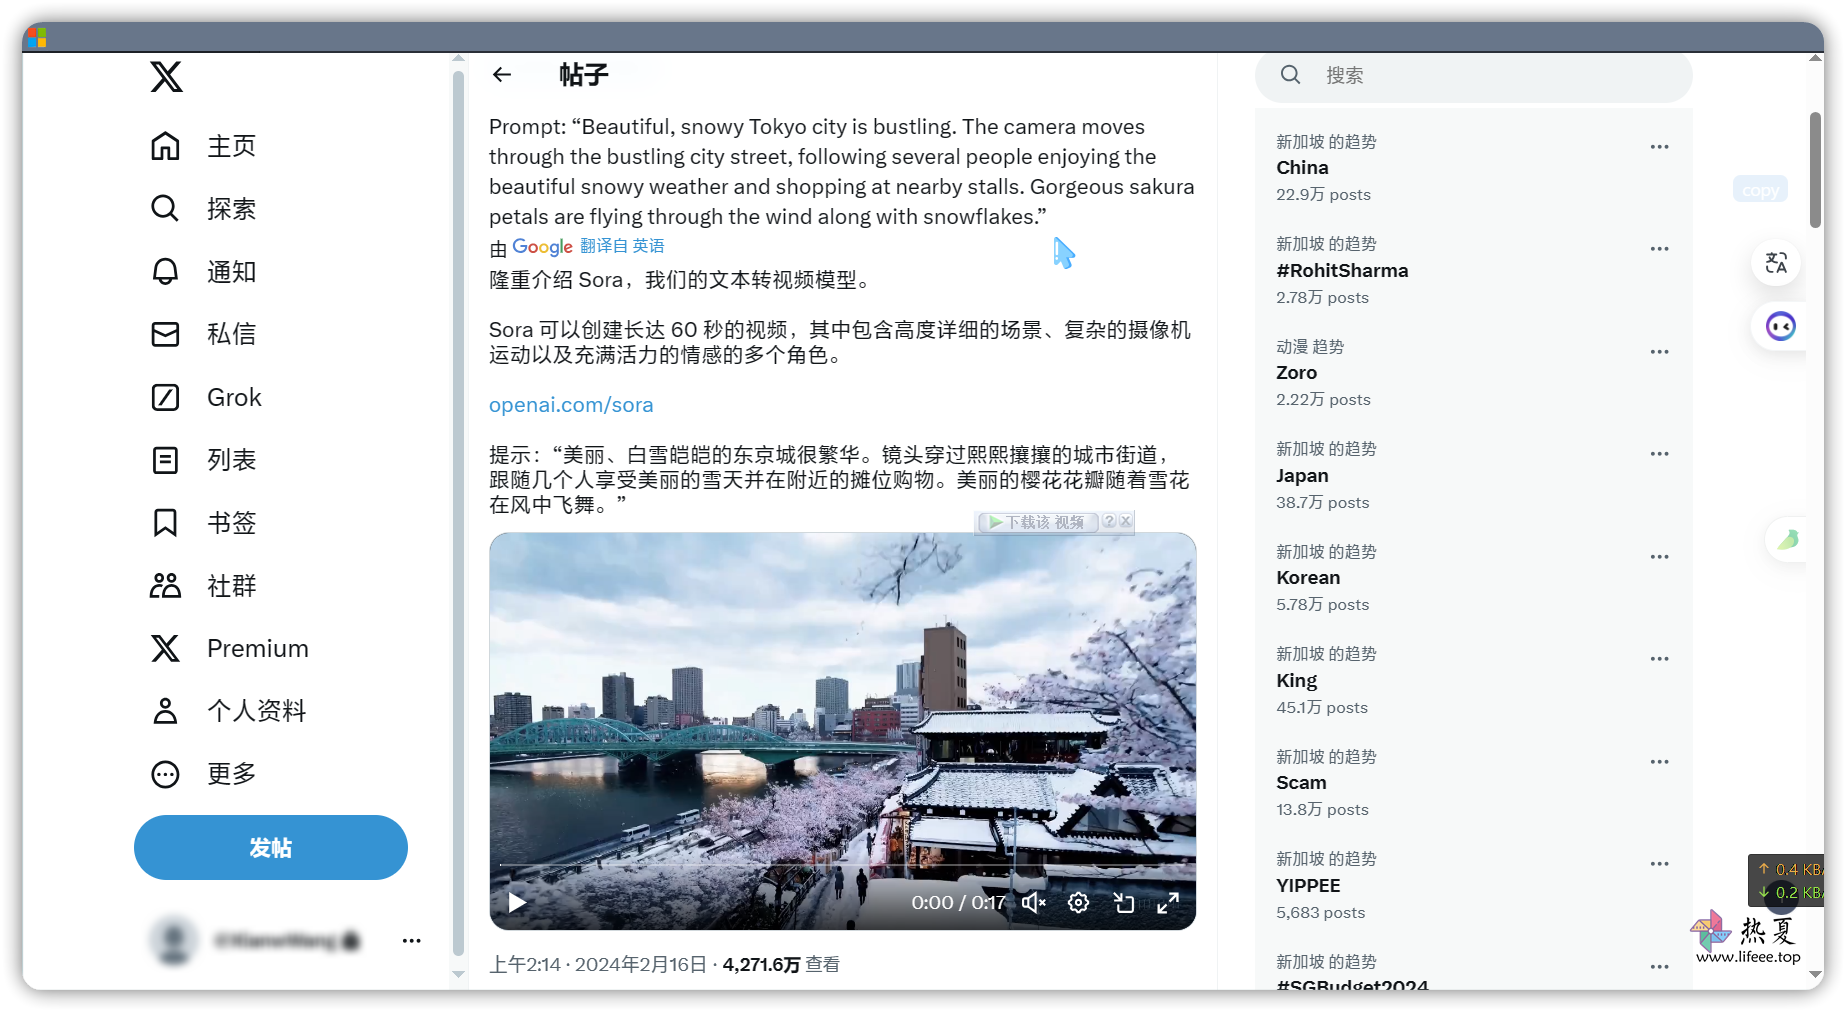 主页
探索
通知
私信
Grok
列表
书签
社群
Premium
个人资料
更多
发帖
帖子
Prompt: “Beautiful, snowy Tokyo city is bustling. The camera moves
through the bustling city street, following several people enjoying the
beautiful snowy weather and shopping at nearby stalls. Gorgeous sakura
petals are flying through the wind along with snowflakes.”
由 Google 翻译自 英语
隆重介绍 Sora，我们的文本转视频模型。
Sora 可以创建长达 60 秒的视频，其中包含高度详细的场景、复杂的摄像机
运动以及充满活力的情感的多个角色。
openai.com/sora
提示：“美丽、白雪皑皑的东京城很繁华。镜头穿过熙熙攘攘的城市街道，
跟随几个人享受美丽的雪天并在附近的摊位购物。美丽的樱花花瓣随着雪花
在风中飞舞。”
下载该 视频 ? X
0:00 / 0:17
上午2:14 · 2024年2月16日 · 4,271.6万 查看
搜索
新加坡 的趋势
China
22.9万 posts
新加坡 的趋势
#RohitSharma
2.78万 posts
动漫 趋势
Zoro
2.22万 posts
新加坡 的趋势
Japan
38.7万 posts
新加坡 的趋势
Korean
5.78万 posts
新加坡 的趋势
King
45.1万 posts
新加坡 的趋势
Scam
13.8万 posts
新加坡 的趋势
YIPPEE
5,683 posts
新加坡 的趋势
#SGBudget2024
copy
↑ 0.4 KB/
↓ 0.2 KB/
热夏
www.lifeee.top